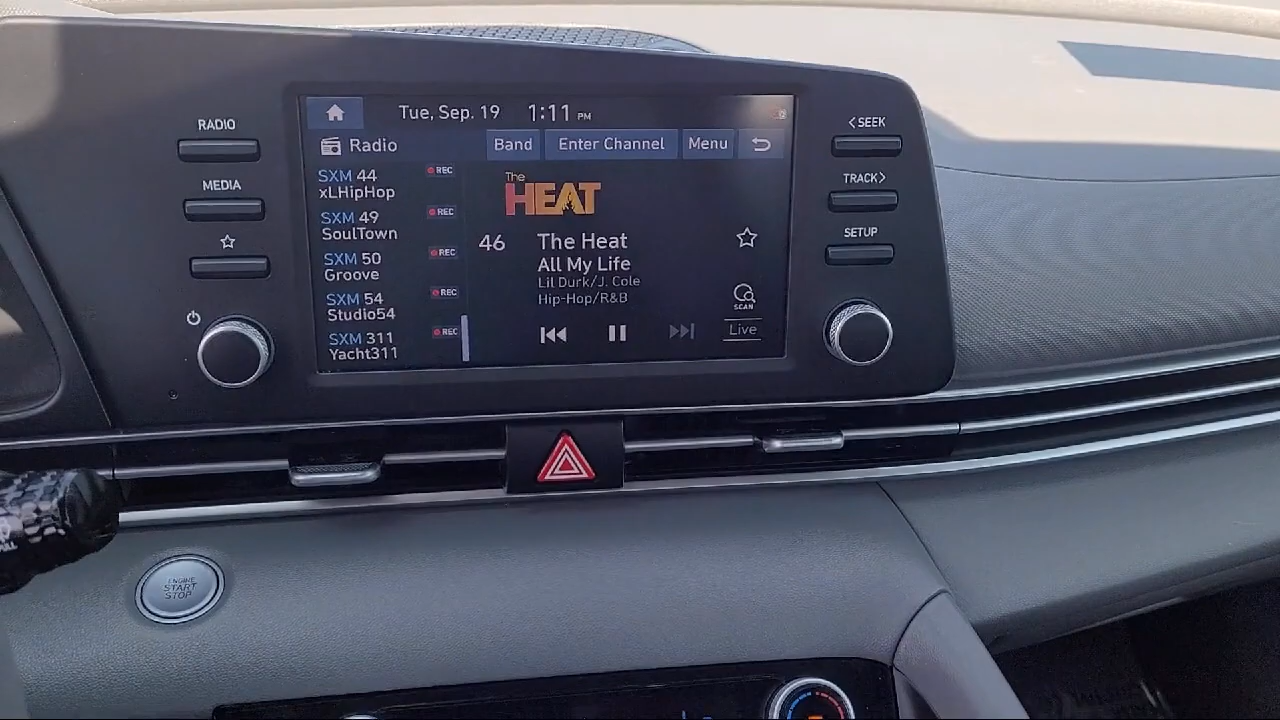 RADIO
MEDIA
Tue, Sep. 19 1:11 PM
Radio
Band
Enter Channel
Menu
SXM 44 REC
xLHipHop
SXM 49 REC
SoulTown
SXM 50 REC
Groove
SXM 54 REC
Studio54
SXM 311 REC
Yacht311
The
HEAT
46 The Heat
All My Life
Lil Durk/J. Cole
Hip-Hop/R&B
SCAN
Live
<SEEK
TRACK>
SETUP
ENGINE
START
STOP